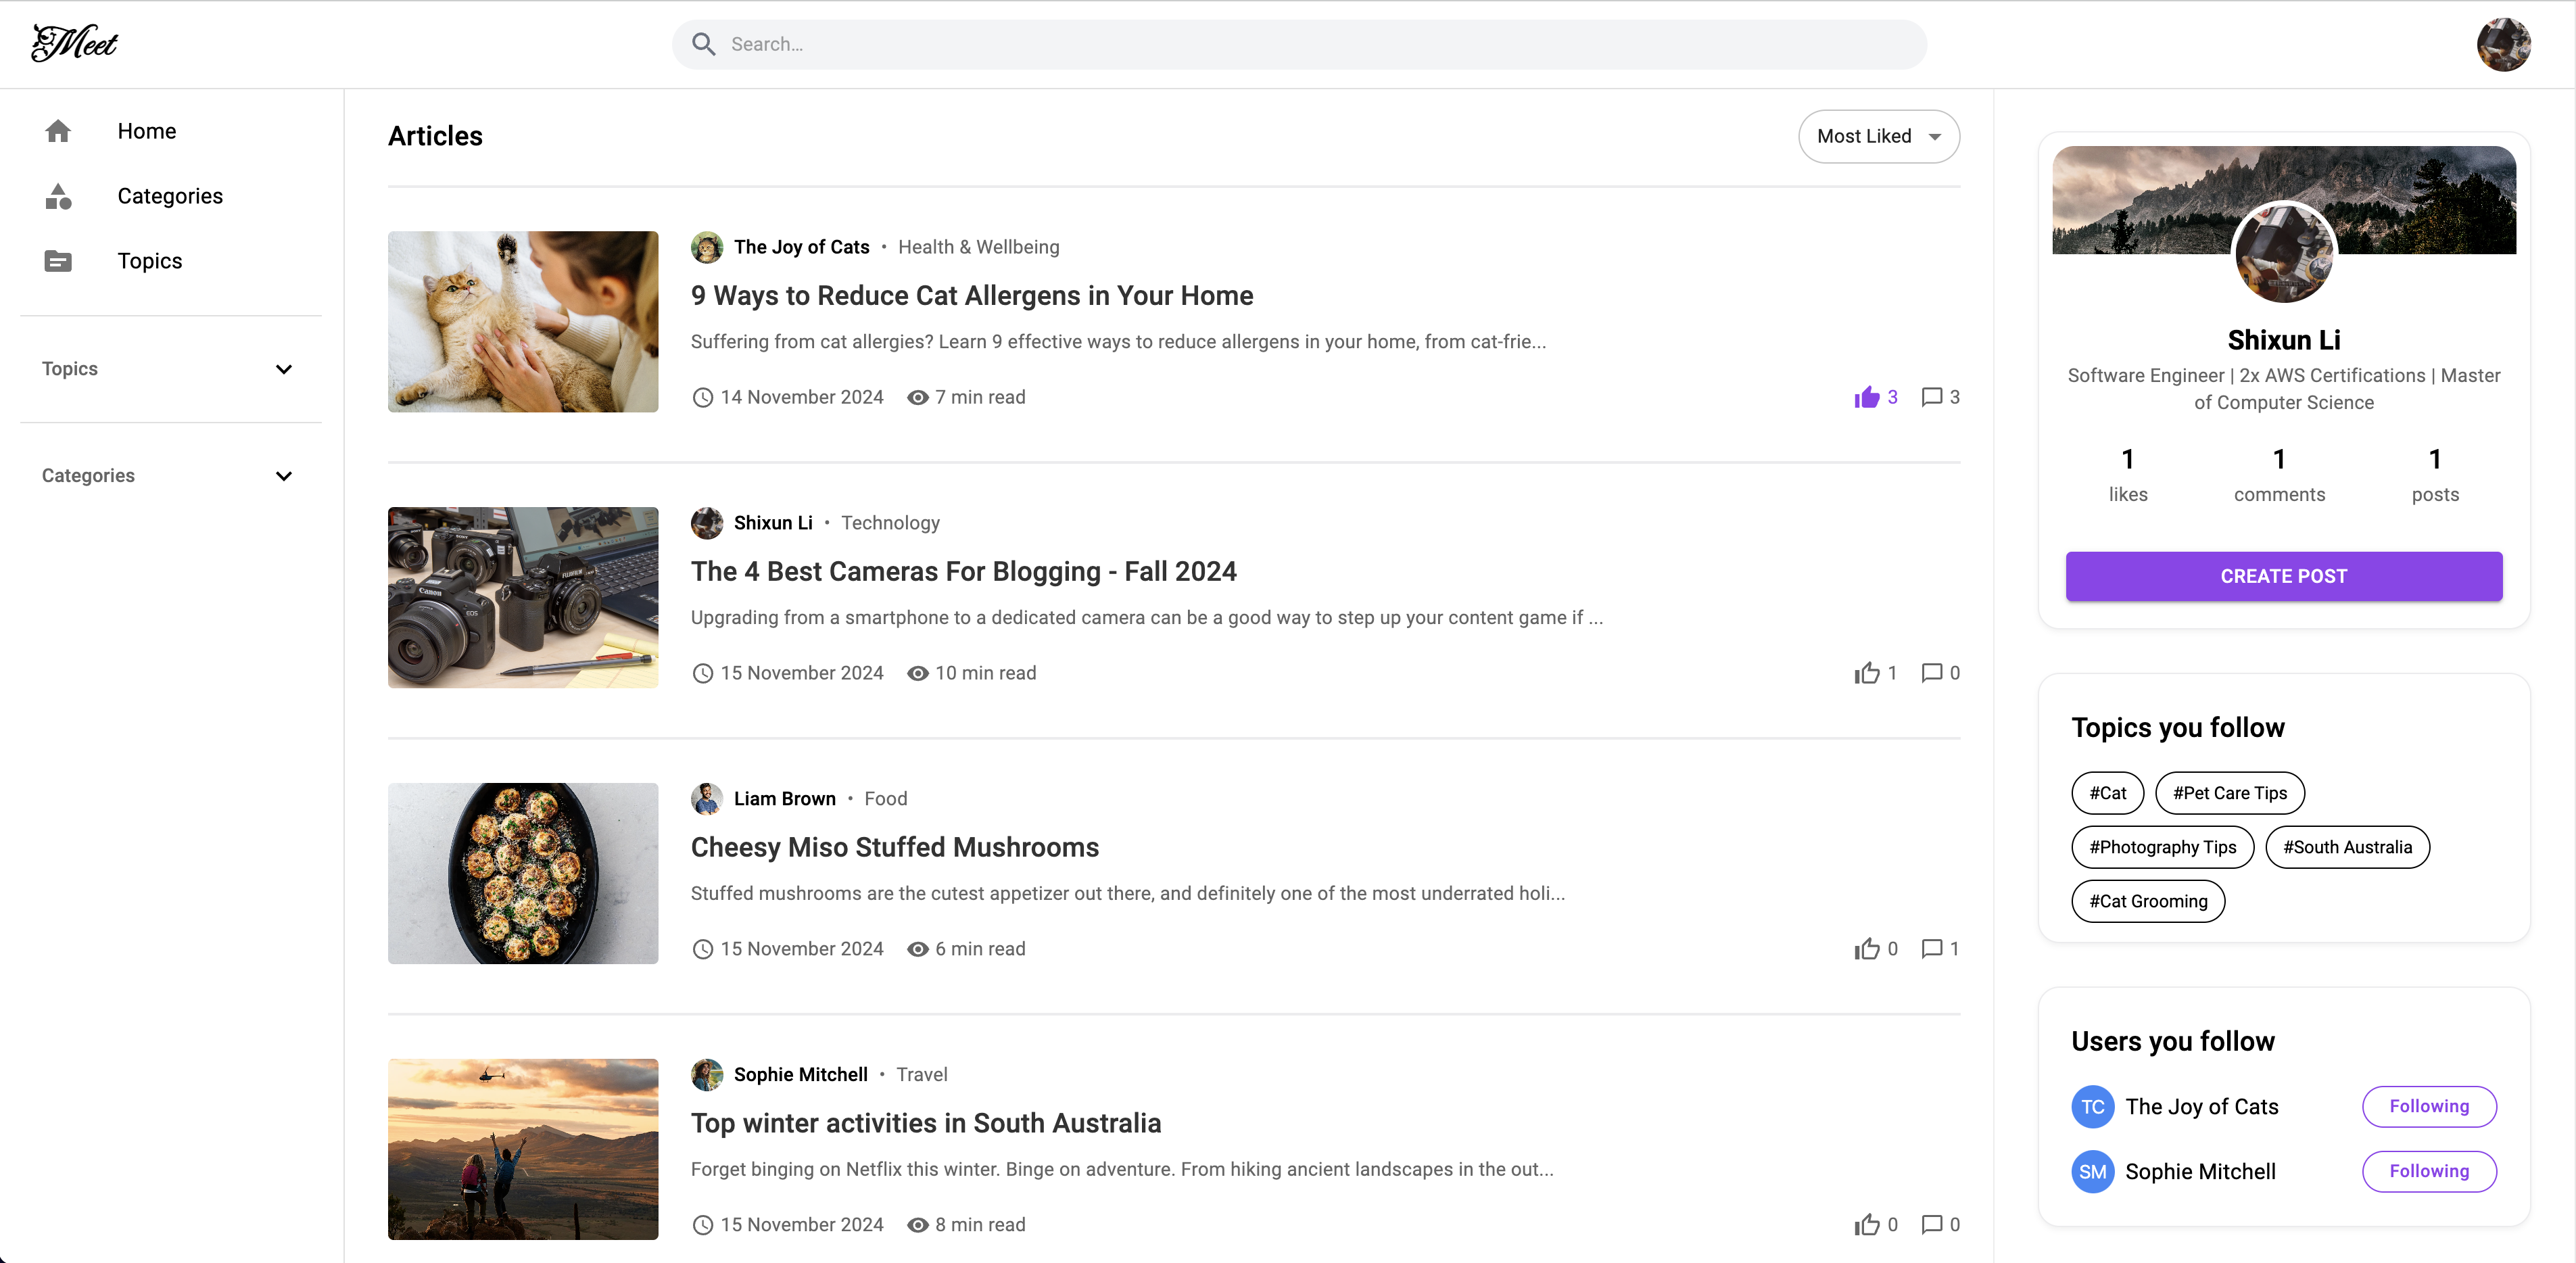 Meet
Search...
Home
Categories
Topics
Topics
Categories
Articles
Most Liked
The Joy of Cats • Health & Wellbeing
9 Ways to Reduce Cat Allergens in Your Home
Suffering from cat allergies? Learn 9 effective ways to reduce allergens in your home, from cat-frie...
14 November 2024 7 min read
3 3
Canon
EOS
SONY
FUJIFILM
Shixun Li • Technology
The 4 Best Cameras For Blogging - Fall 2024
Upgrading from a smartphone to a dedicated camera can be a good way to step up your content game if ...
15 November 2024 10 min read
1 0
Liam Brown • Food
Cheesy Miso Stuffed Mushrooms
Stuffed mushrooms are the cutest appetizer out there, and definitely one of the most underrated holi...
15 November 2024 6 min read
0 1
Sophie Mitchell • Travel
Top winter activities in South Australia
Forget binging on Netflix this winter. Binge on adventure. From hiking ancient landscapes in the out...
15 November 2024 8 min read
0 0
Shixun Li
Software Engineer | 2x AWS Certifications | Master
of Computer Science
1 1 1
likes comments posts
CREATE POST
Topics you follow
#Cat #Pet Care Tips
#Photography Tips #South Australia
#Cat Grooming
Users you follow
TC The Joy of Cats Following
SM Sophie Mitchell Following